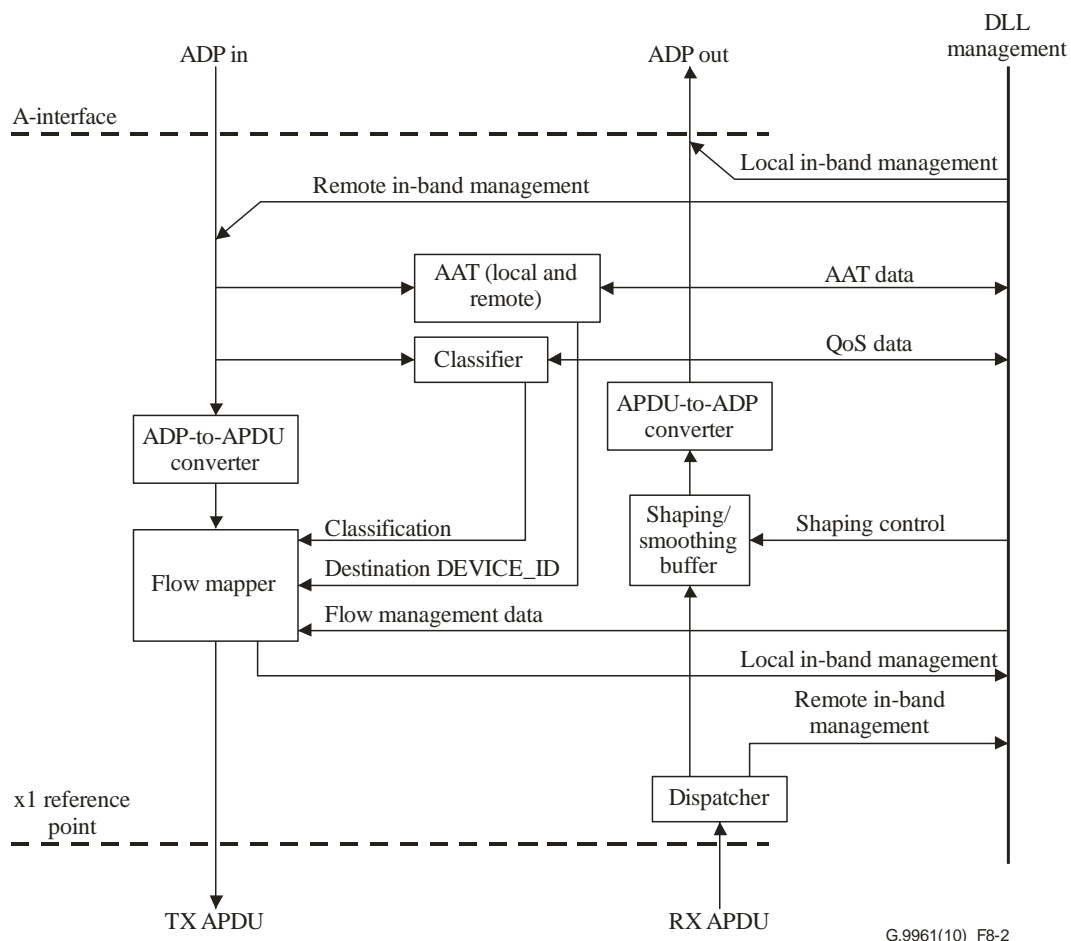 DLL
management
ADP in
ADP out
A-interface
Local in-band management
Remote in-band management
AAT (local and
remote)
AAT data
Classifier
QoS data
APDU-to-ADP
converter
ADP-to-APDU
converter
Shaping/
smoothing
buffer
Shaping control
Classification
Destination DEVICE_ID
Flow mapper
Flow management data
Local in-band management
Remote in-band
management
Dispatcher
x1 reference
point
TX APDU
RX APDU
G.9961(10)_F8-2